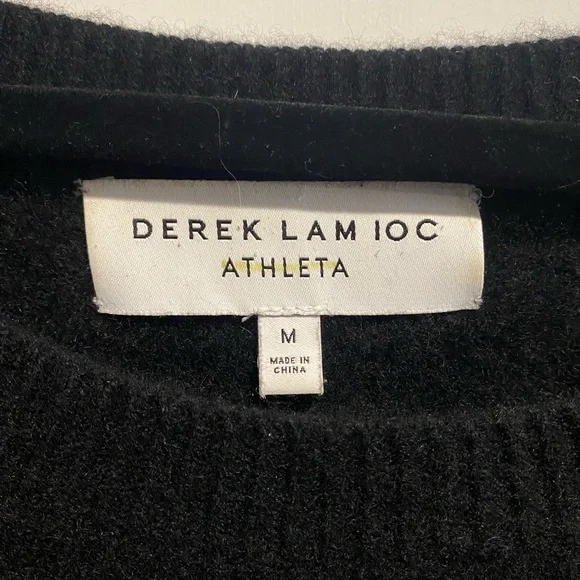 DEREK LAM 10C
ATHLETA
M
MADE IN
CHINA